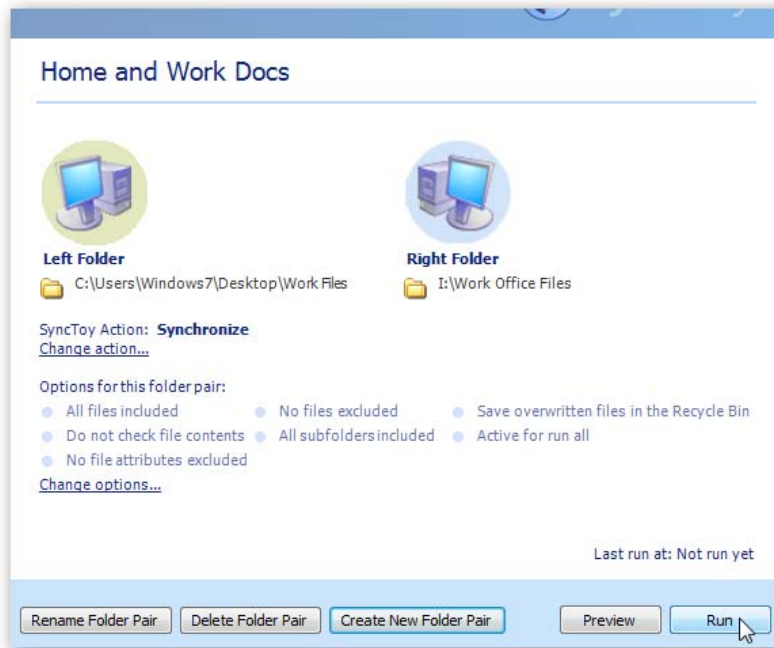 Home and Work Docs
Left Folder Right Folder
C:\Users\Windows7\Desktop\Work Files I:\Work Office Files
SyncToy Action: Synchronize
Change action...
Options for this folder pair:
All files included No files excluded Save overwritten files in the Recycle Bin
Do not check file contents All subfolders included Active for run all
No file attributes excluded
Change options...
Last run at: Not run yet
Rename Folder Pair Delete Folder Pair Create New Folder Pair Preview Run